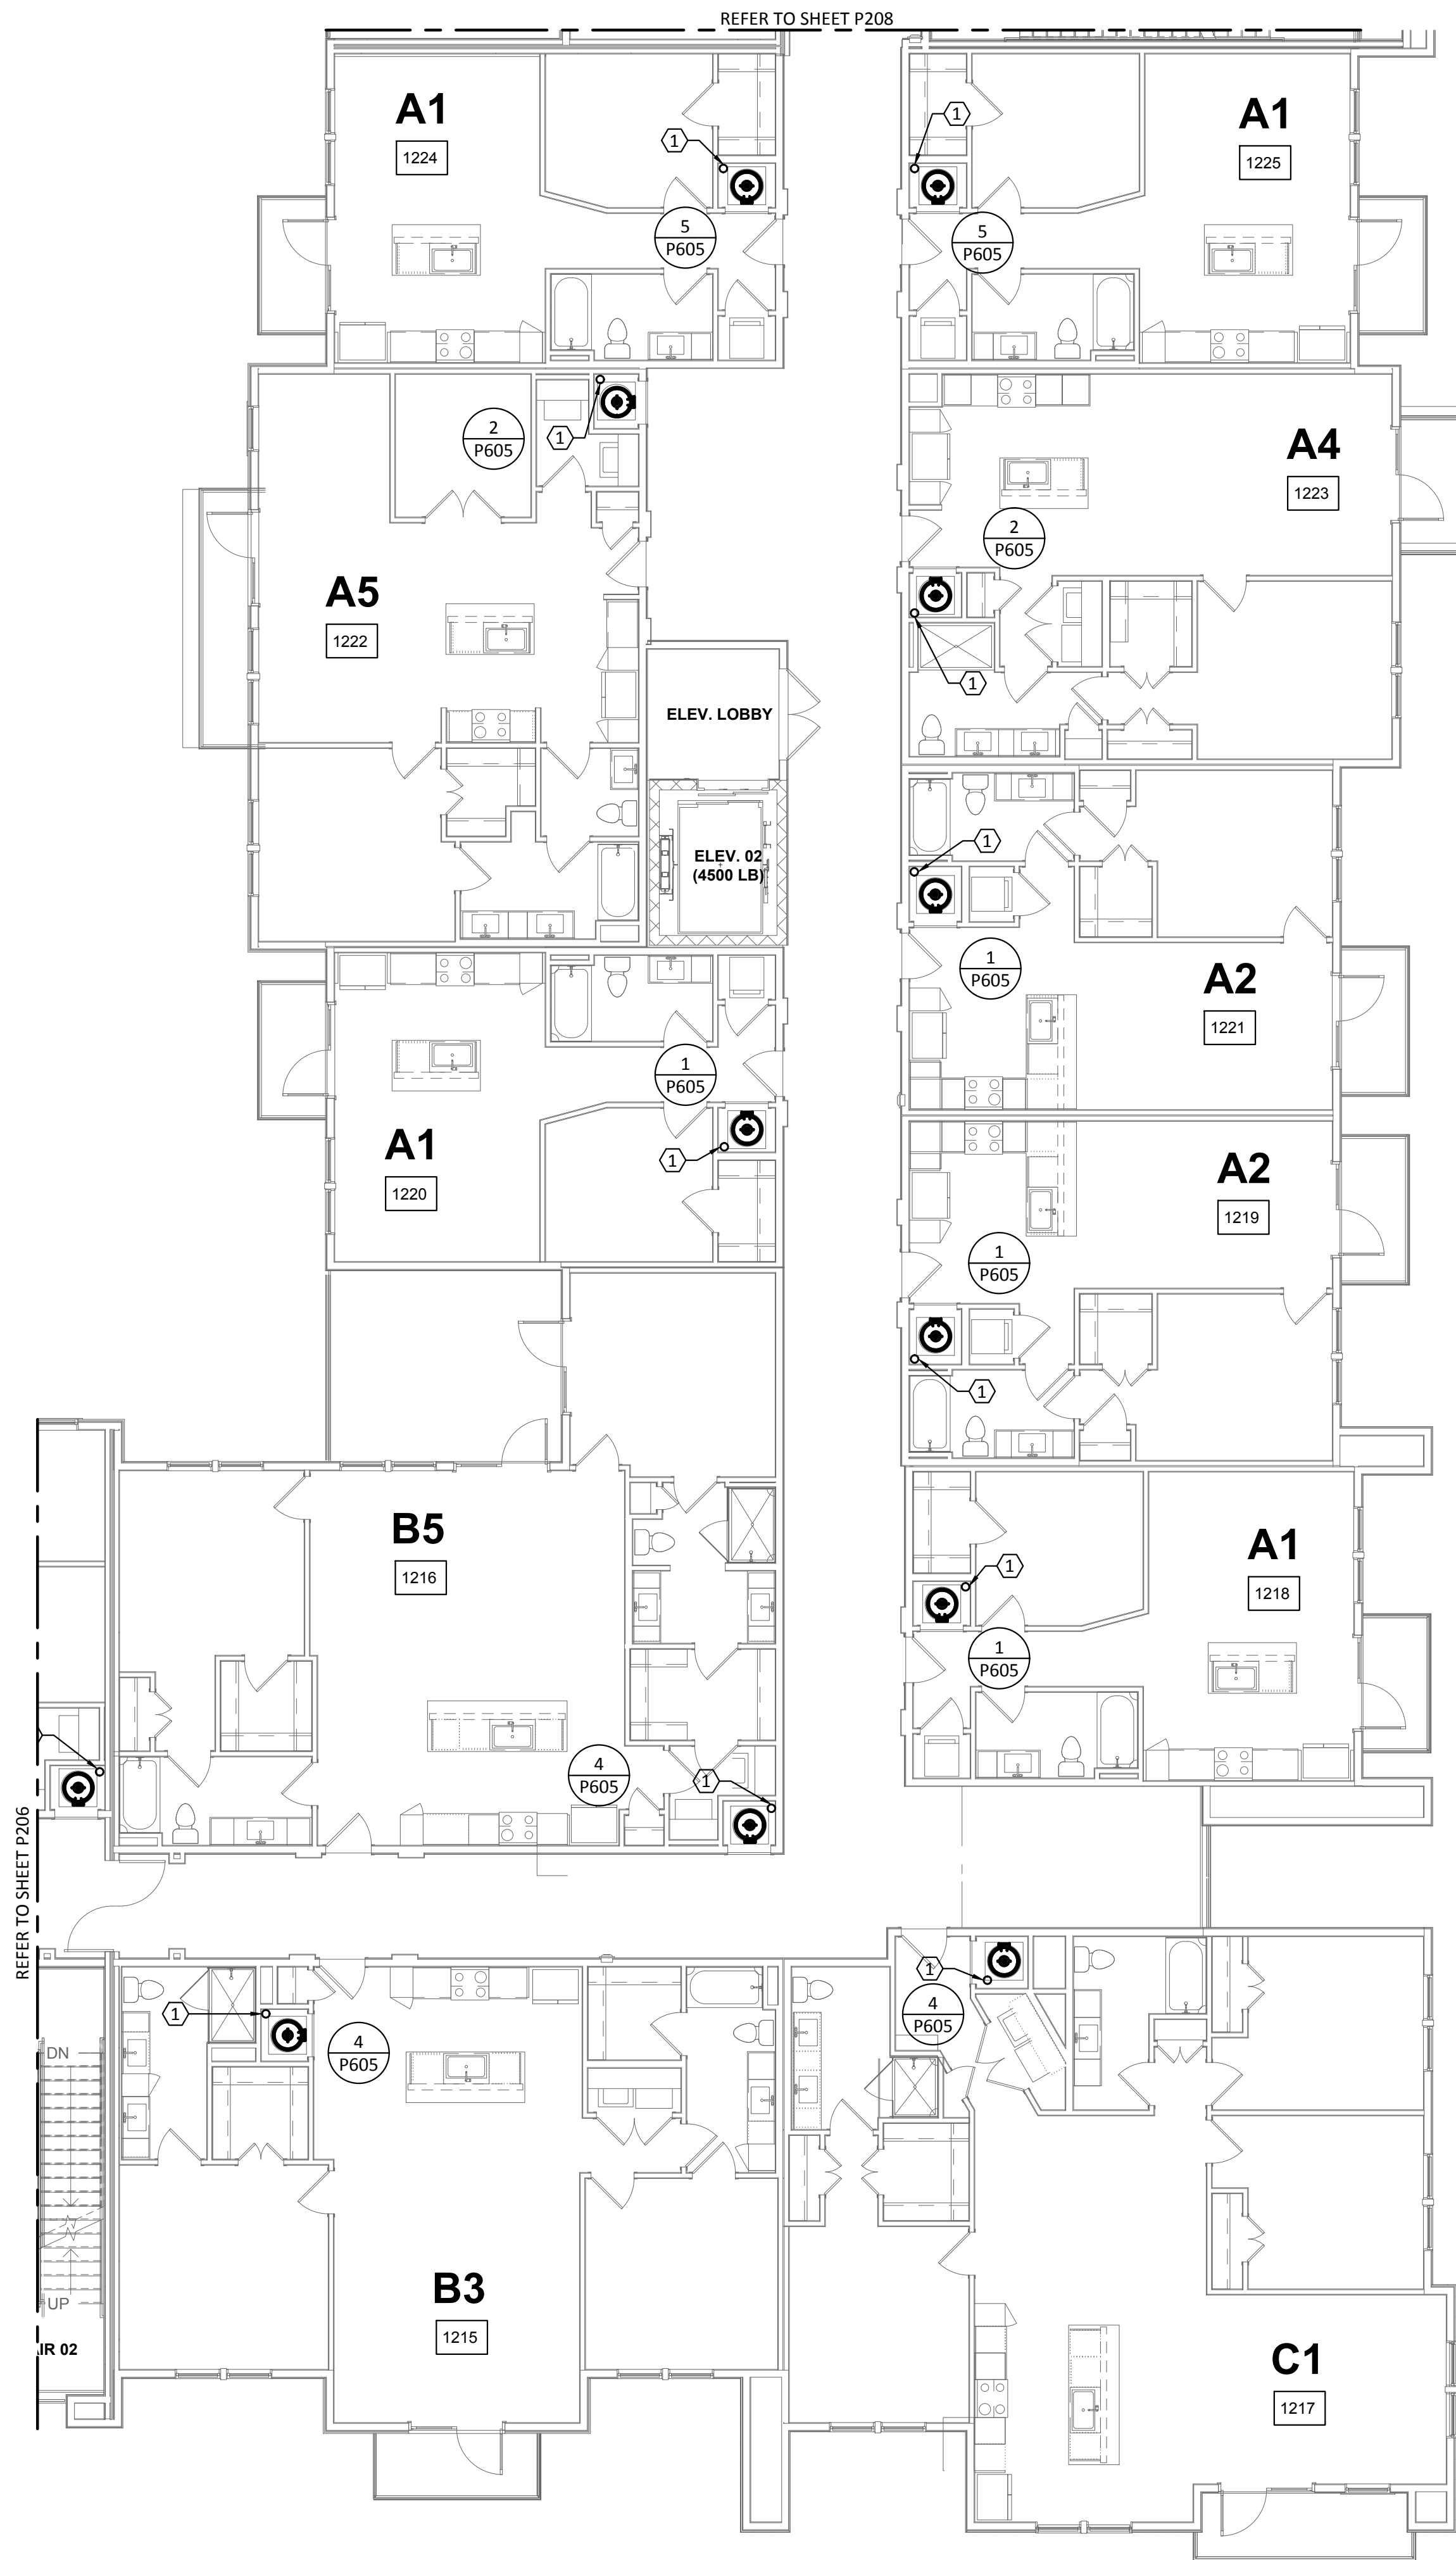 REFER TO SHEET P208
A1
1224
1
5
P605
1
A1
1225
5
P605
2
P605
1
A4
1223
2
P605
A5
1222
1
ELEV. LOBBY
ELEV. 02
(4500 LB)
1
1
P605
A2
1221
1
P605
A1
1220
1
A2
1219
1
P605
1
B5
1216
A1
1218
1
1
P605
4
P605
1
REFER TO SHEET P206
1
4
P605
1
4
P605
DN
UP
IR 02
B3
1215
C1
1217